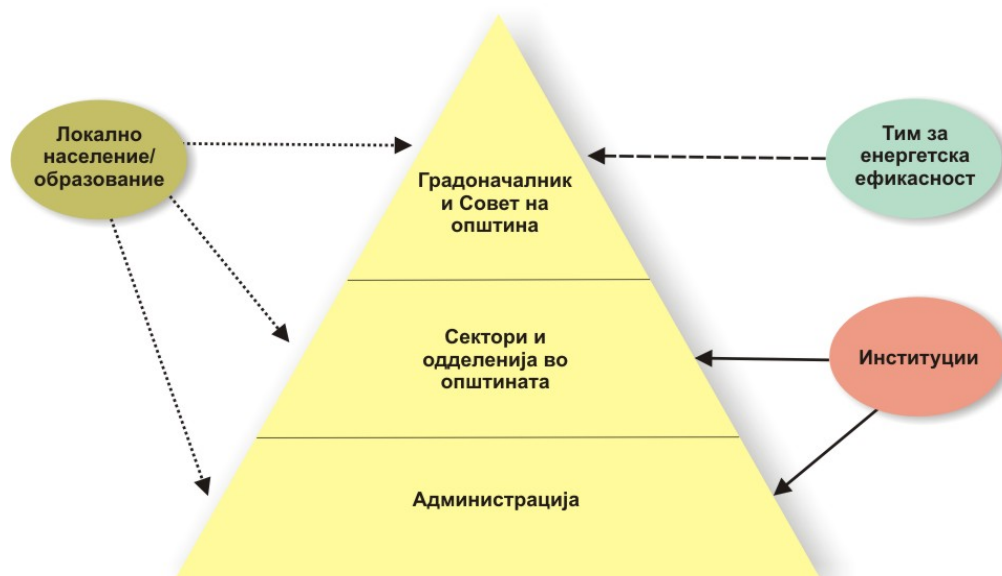 Локално
население/
образование
Тим за
енергетска
ефикасност
Градоначалник
и Совет на
општина
Сектори и
одделенија во
општината
Институции
Администрација